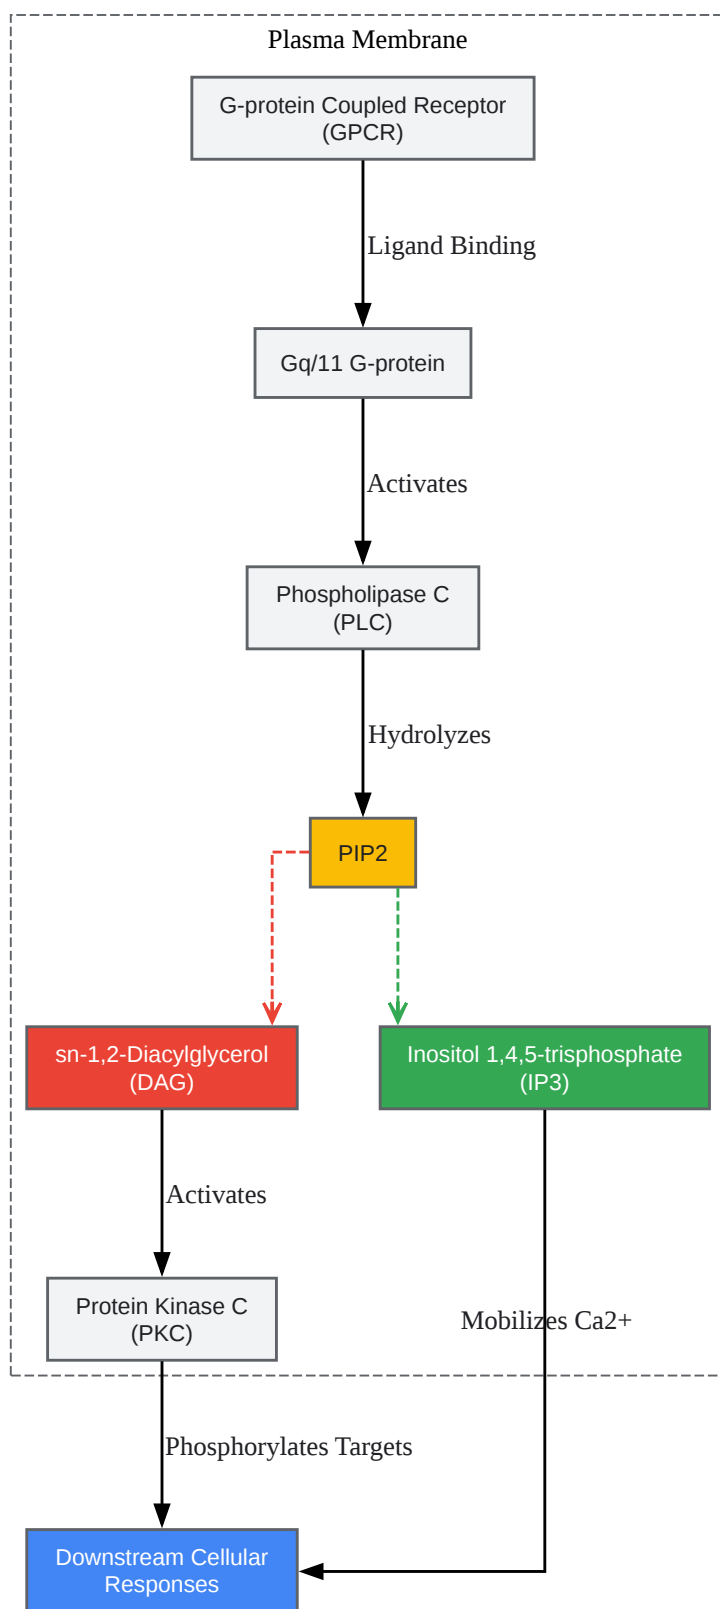 Plasma Membrane
G-protein Coupled Receptor
(GPCR)
Ligand Binding
Gq/11 G-protein
Activates
Phospholipase C
(PLC)
Hydrolyzes
PIP2
sn-1,2-Diacylglycerol
(DAG)
Inositol 1,4,5-trisphosphate
(IP3)
Activates
Protein Kinase C
(PKC)
Mobilizes Ca2+
Phosphorylates Targets
Downstream Cellular
Responses